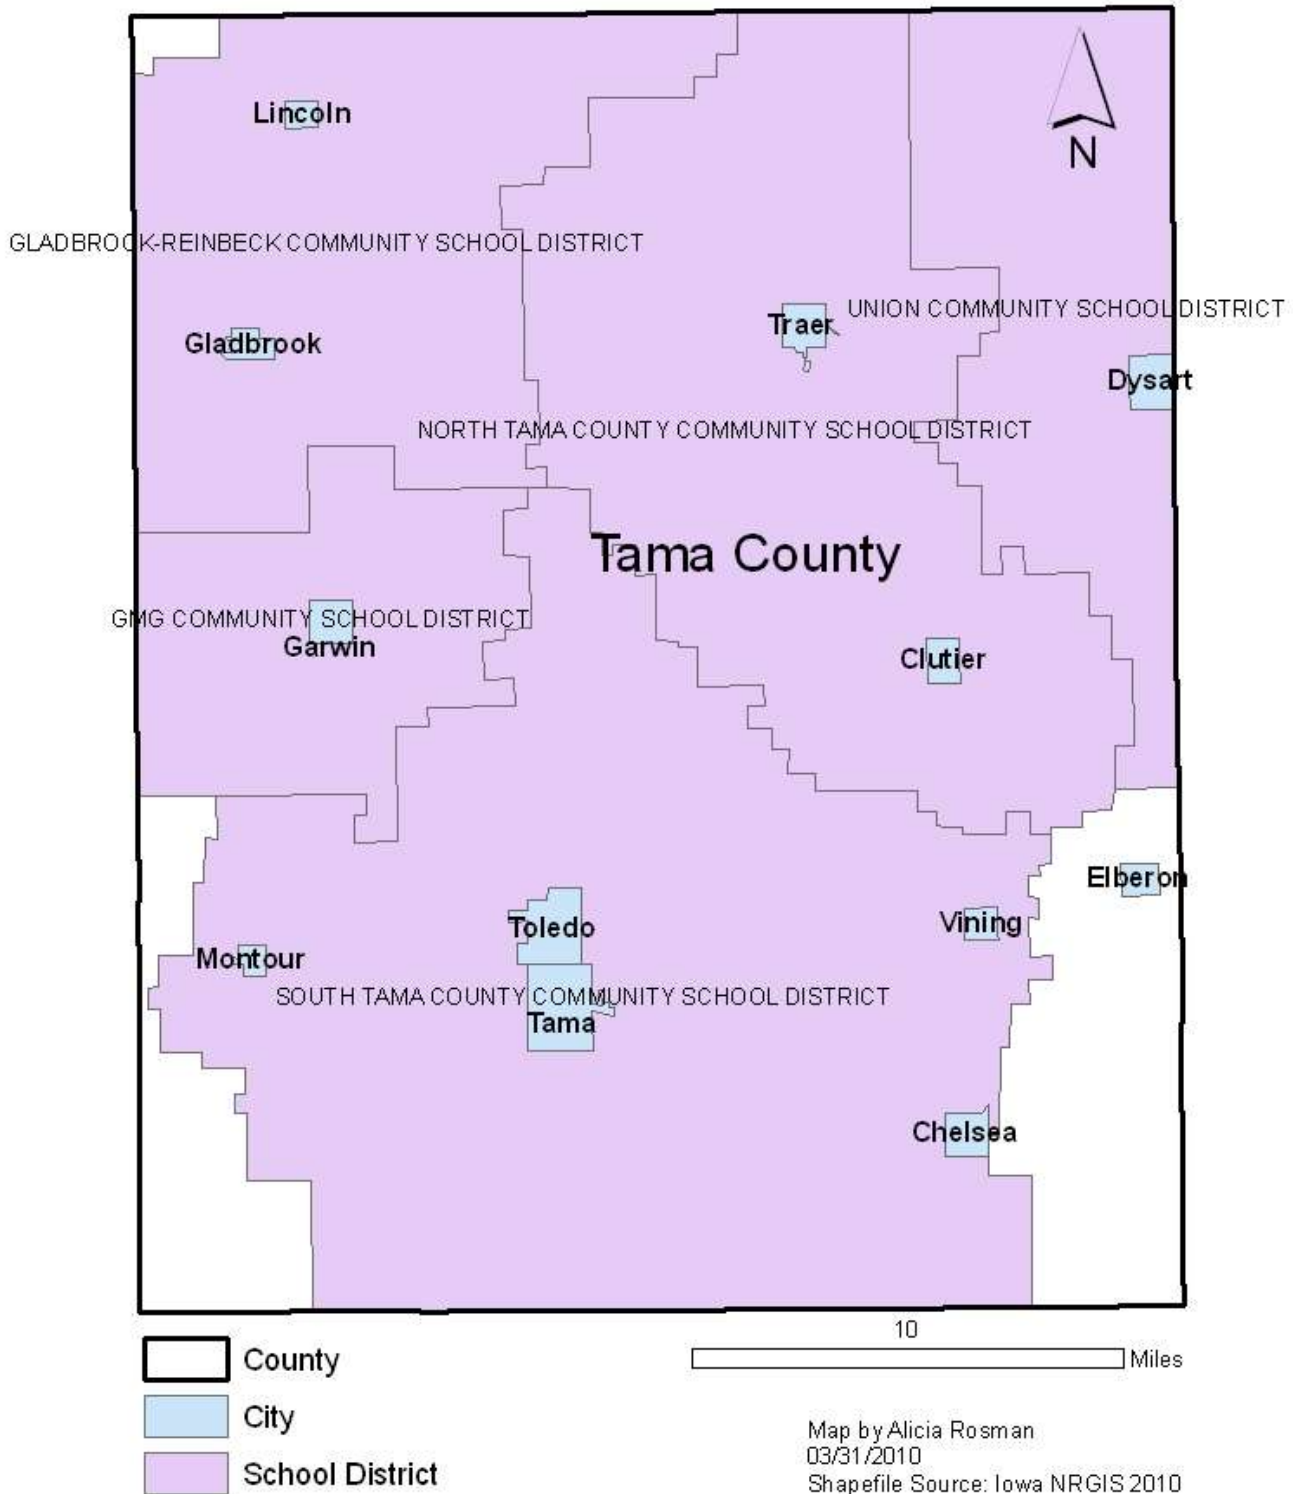 Lincoln
N
GLADBROOK-REINBECK COMMUNITY SCHOOL DISTRICT
UNION COMMUNITY SCHOOL DISTRICT
Traer
Gladbrook
Dysart
NORTH TAMA COUNTY COMMUNITY SCHOOL DISTRICT
Tama County
GMG COMMUNITY SCHOOL DISTRICT
Garwin
Clutier
Elberon
Vining
Toledo
Montour
SOUTH TAMA COUNTY COMMUNITY SCHOOL DISTRICT
Tama
Chelsea
10
Miles
County
City
School District
Map by Alicia Rosman
03/31/2010
Shapefile Source: Iowa NRGIS 2010